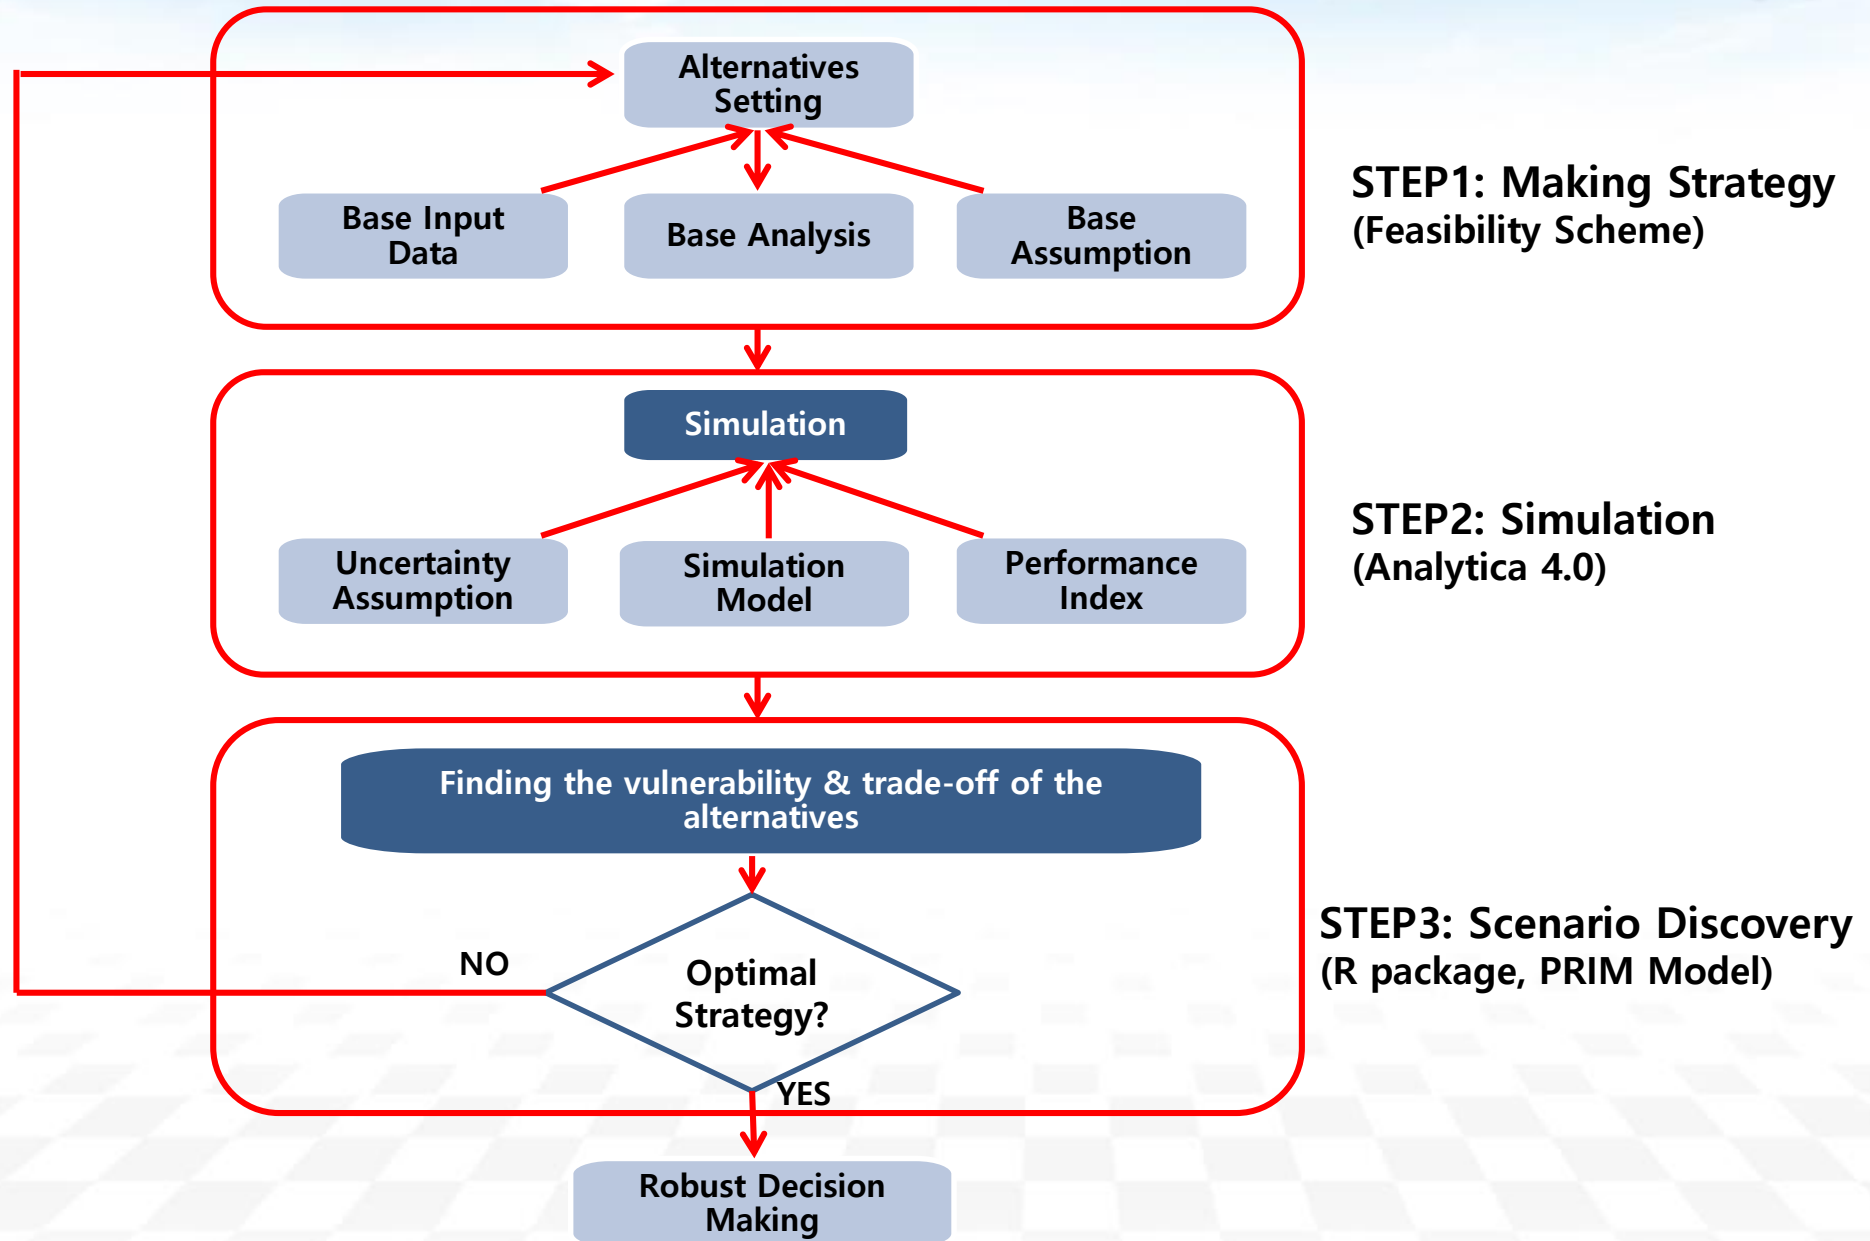 Alternatives
Setting
Base Input
Data
Base Analysis
Base
Assumption
STEP1: Making Strategy
(Feasibility Scheme)
Simulation
Uncertainty
Assumption
Simulation
Model
Performance
Index
STEP2: Simulation
(Analytica 4.0)
Finding the vulnerability & trade-off of the
alternatives
NO
Optimal
Strategy?
YES
STEP3: Scenario Discovery
(R package, PRIM Model)
Robust Decision
Making